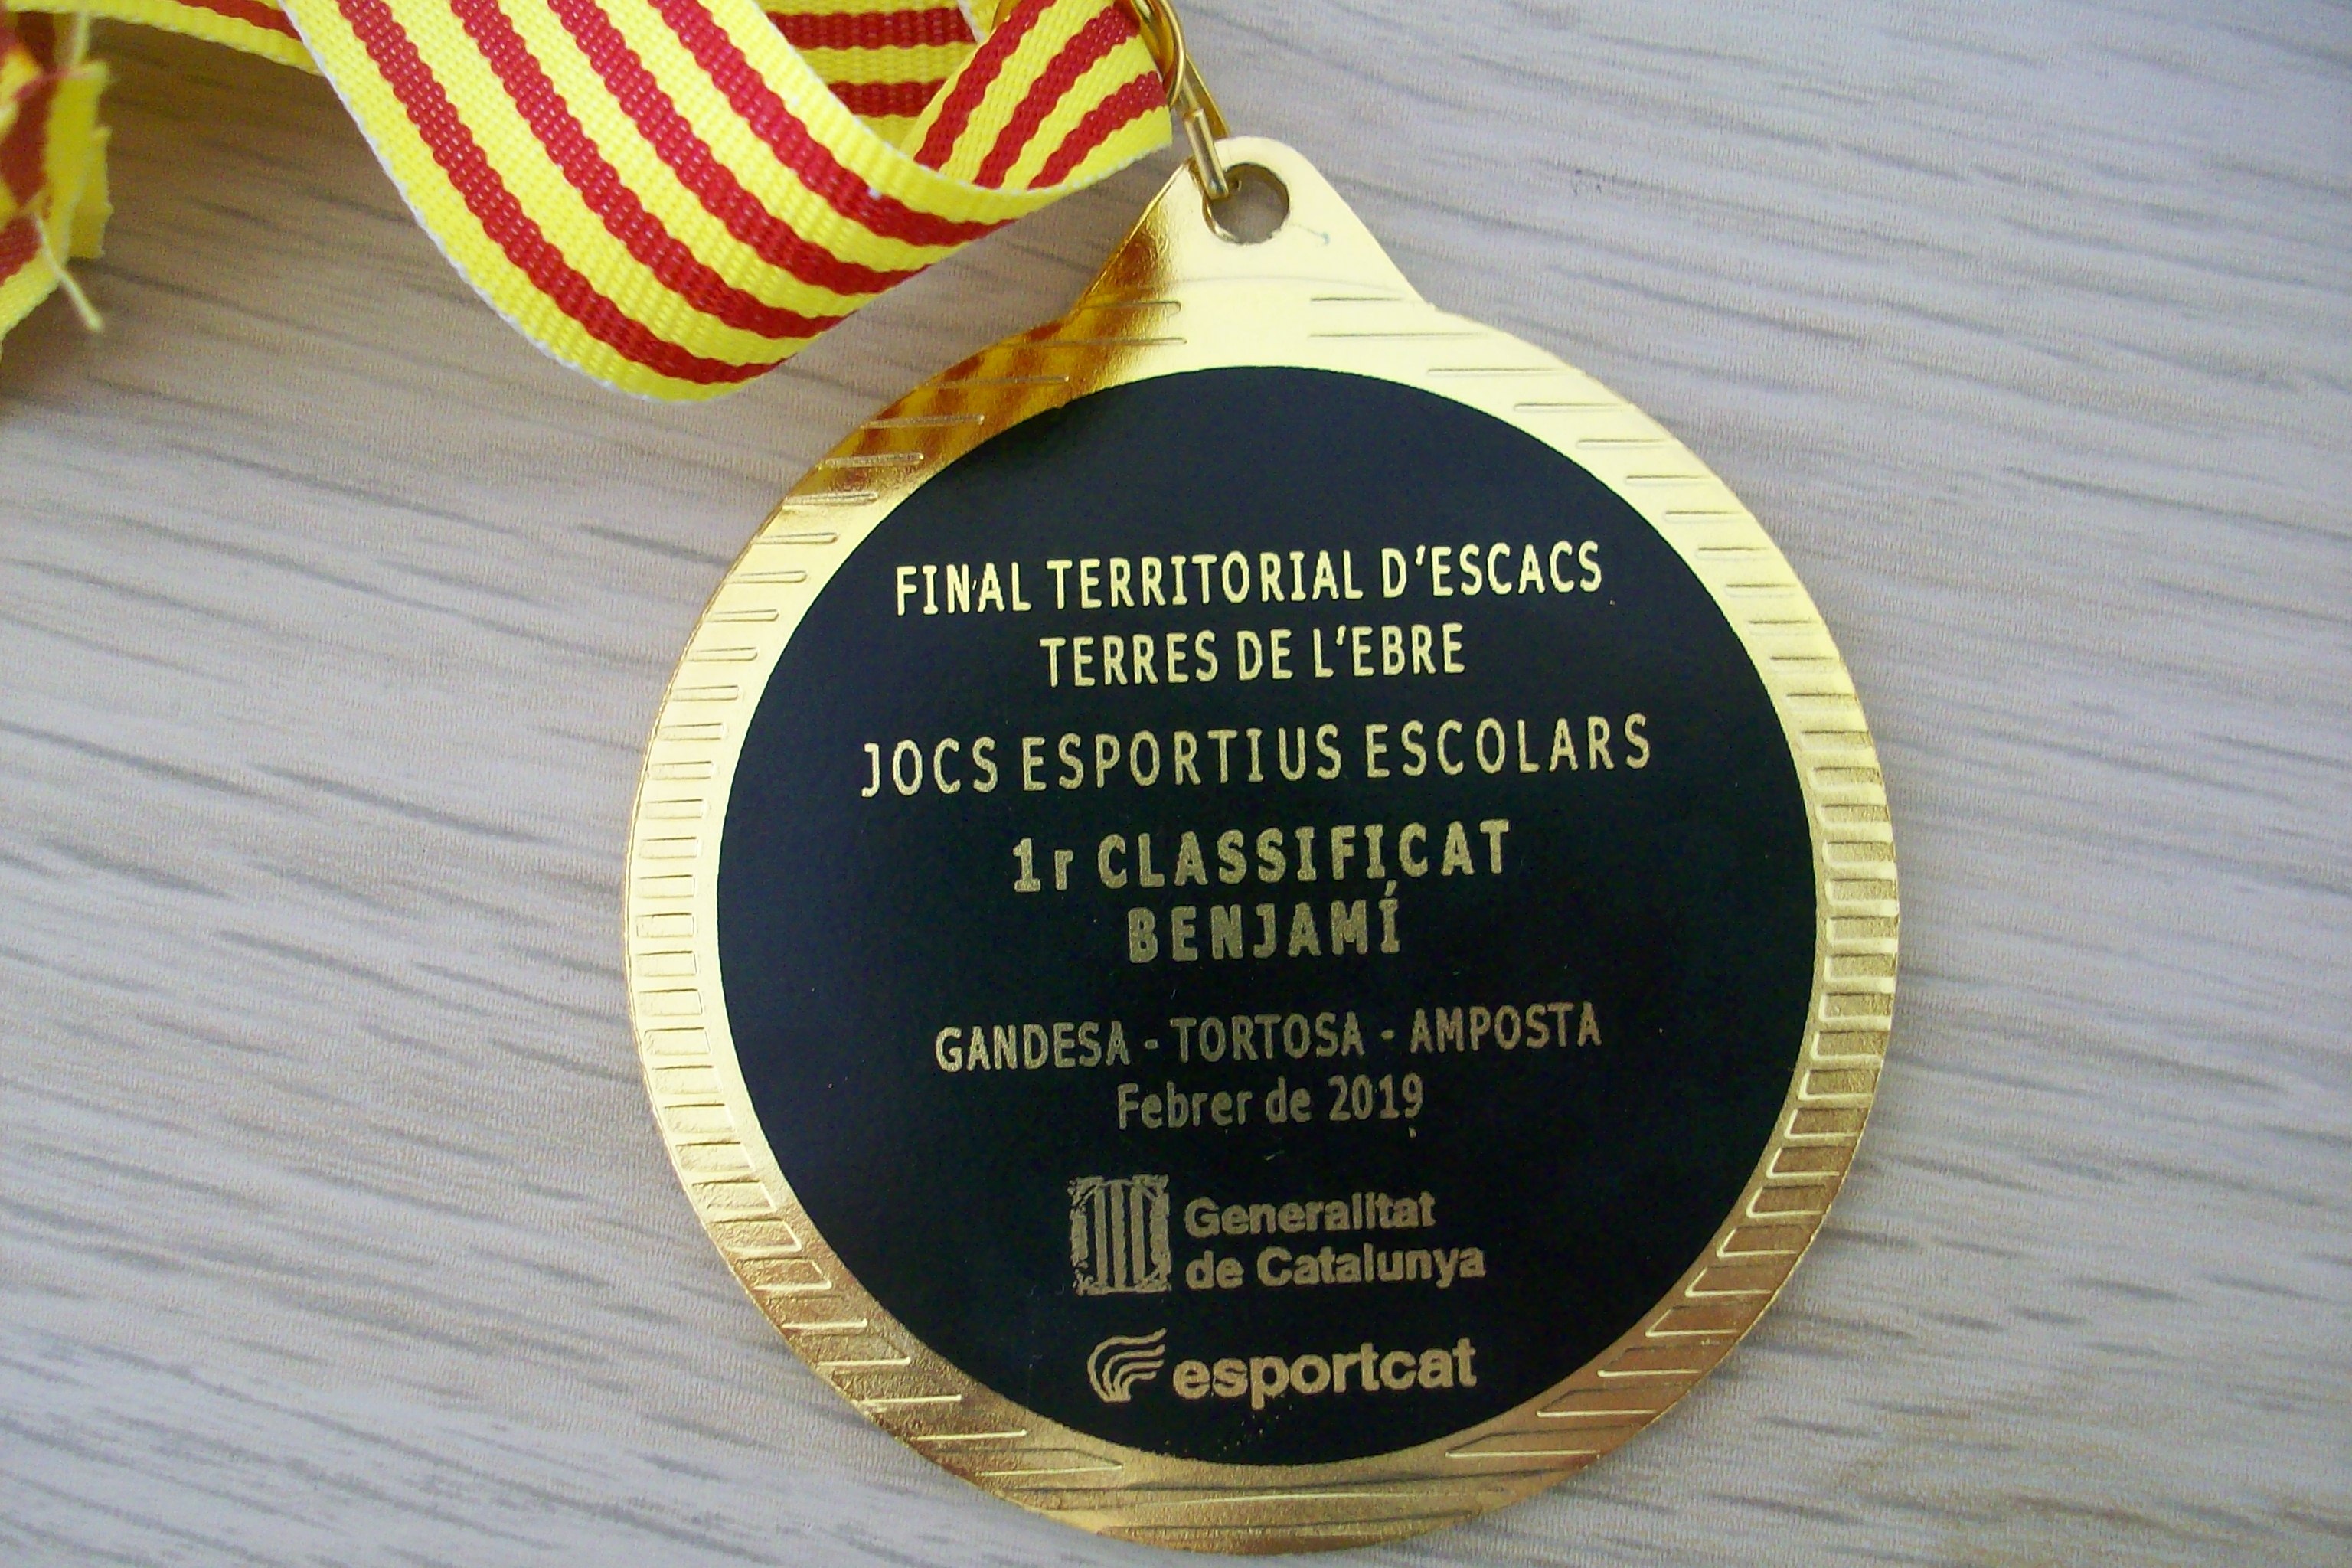 FINAL TERRITORIAL D'ESCACS
TERRES DE L'EBRE
JOCS ESPORTIUS ESCOLARS
1r CLASSIFICAT
BENJAMÍ
GANDESA - TORTOSA - AMPOSTA
Febrer de 2019
Generalitat
de Catalunya
esportcat